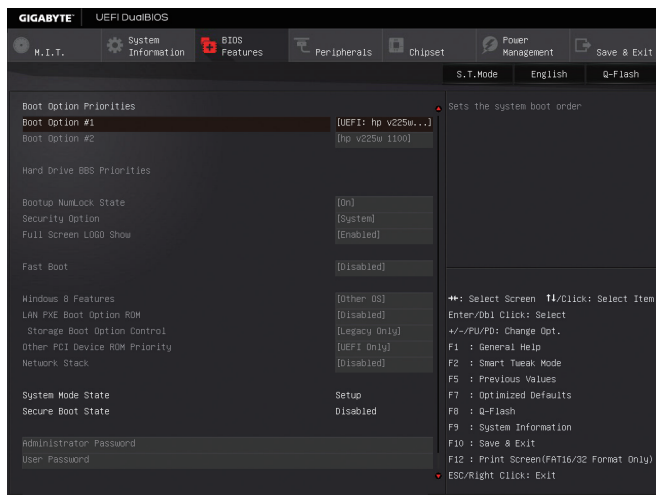 GIGABYTE™ UEFI DualBIOS
M.I.T.
System Information
BIOS Features
Peripherals
Chipset
Power Management
Save & Exit
S.T.Mode English Q-Flash
Boot Option Priorities
Boot Option #1 [UEFI: hp v225w...]
Boot Option #2 [hp v225w 1100]
Hard Drive BBS Priorities
Bootup NumLock State [On]
Security Option [System]
Full Screen LOGO Show [Enabled]
Fast Boot [Disabled]
Windows 8 Features [Other OS]
LAN PXE Boot Option ROM [Disabled]
Storage Boot Option Control [Legacy Only]
Other PCI Device ROM Priority [UEFI Only]
Network Stack [Disabled]
System Mode State Setup
Secure Boot State Disabled
Administrator Password
User Password
Sets the system boot order
→←: Select Screen ↑↓/Click: Select Item
Enter/Dbl Click: Select
+/-/PU/PD: Change Opt.
F1 : General Help
F2 : Smart Tweak Mode
F5 : Previous Values
F7 : Optimized Defaults
F8 : Q-Flash
F9 : System Information
F10 : Save & Exit
F12 : Print Screen(FAT16/32 Format Only)
ESC/Right Click: Exit